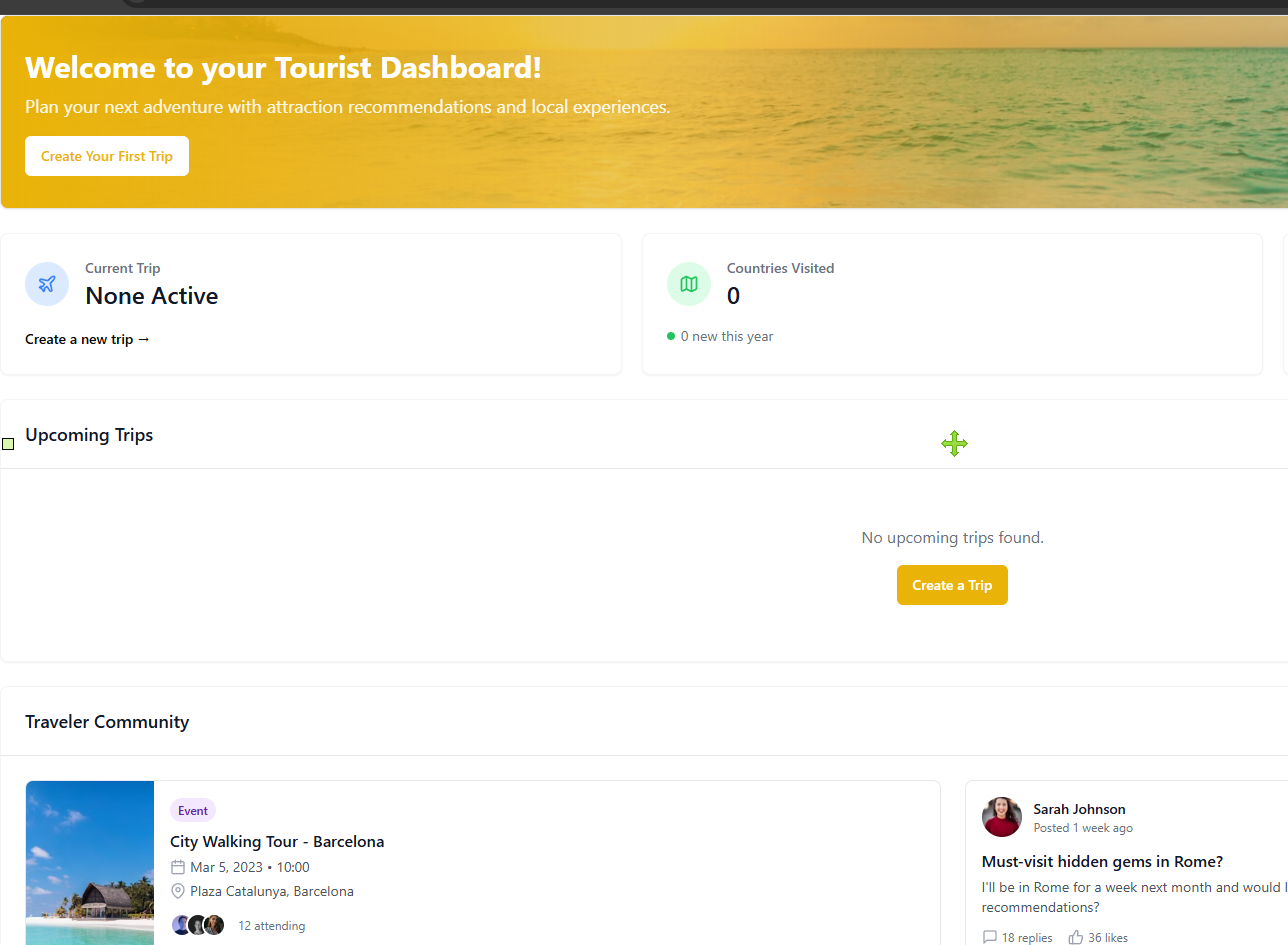 Welcome to your Tourist Dashboard!
Plan your next adventure with attraction recommendations and local experiences.
Create Your First Trip
Current Trip
None Active
Create a new trip →
Countries Visited
0
0 new this year
Upcoming Trips
No upcoming trips found.
Create a Trip
Traveler Community
Event
City Walking Tour - Barcelona
Mar 5, 2023 • 10:00
Plaza Catalunya, Barcelona
12 attending
Sarah Johnson
Posted 1 week ago
Must-visit hidden gems in Rome?
I'll be in Rome for a week next month and would
recommendations?
18 replies
36 likes